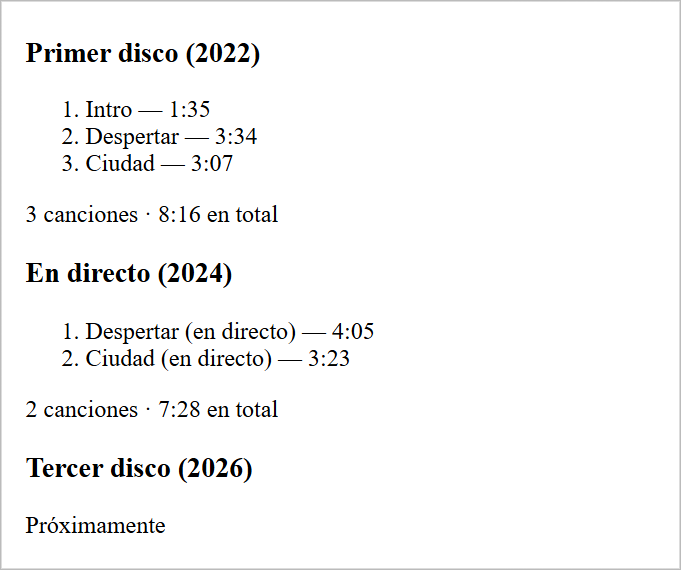 Primer disco (2022)
1. Intro — 1:35
2. Despertar — 3:34
3. Ciudad — 3:07
3 canciones · 8:16 en total
En directo (2024)
1. Despertar (en directo) — 4:05
2. Ciudad (en directo) — 3:23
2 canciones · 7:28 en total
Tercer disco (2026)
Próximamente